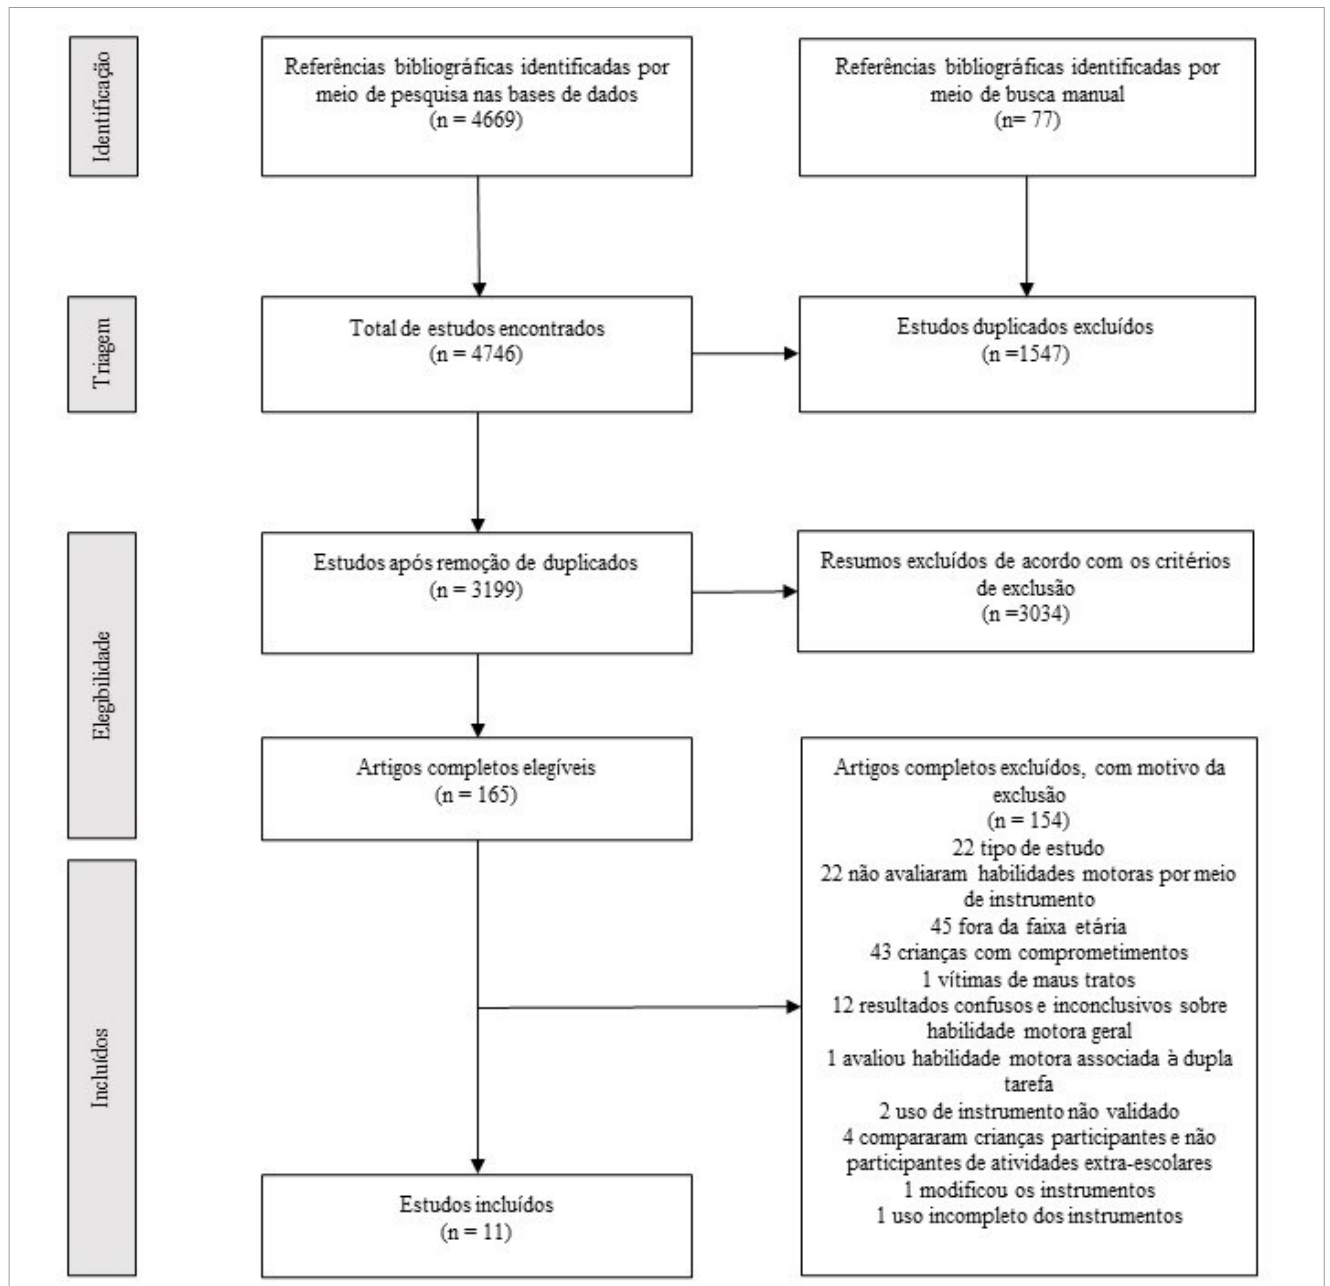 Identificação
Referências bibliográficas identificadas por
meio de pesquisa nas bases de dados
(n = 4669)
Referências bibliográficas identificadas por
meio de busca manual
(n= 77)
Triagem
Total de estudos encontrados
(n = 4746)
Estudos duplicados excluídos
(n =1547)
Elegibilidade
Estudos após remoção de duplicados
(n = 3199)
Resumos excluídos de acordo com os critérios
de exclusão
(n =3034)
Artigos completos elegíveis
(n = 165)
Artigos completos excluídos, com motivo da
exclusão
(n = 154)
22 tipo de estudo
22 não avaliaram habilidades motoras por meio
de instrumento
45 fora da faixa etária
43 crianças com comprometimentos
1 vítimas de maus tratos
12 resultados confusos e inconclusivos sobre
habilidade motora geral
1 avaliou habilidade motora associada à dupla
tarefa
2 uso de instrumento não validado
4 compararam crianças participantes e não
participantes de atividades extra-escolares
1 modificou os instrumentos
1 uso incompleto dos instrumentos
Incluídos
Estudos incluídos
(n = 11)